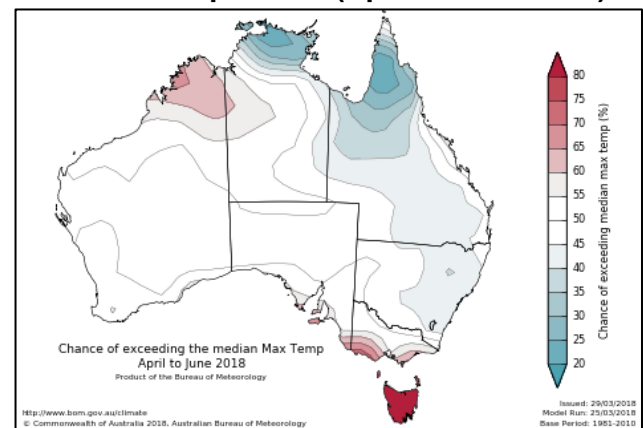 80
75
70
65
60
55
50
45
40
35
30
25
20
Chance of exceeding median max temp (%)
Chance of exceeding the median Max Temp
April to June 2018
Product of the Bureau of Meteorology
http://www.bom.gov.au/climate
© Commonwealth of Australia 2018, Australian Bureau of Meteorology
Issued: 29/03/2018
Model Run: 25/03/2018
Base Period: 1981-2010